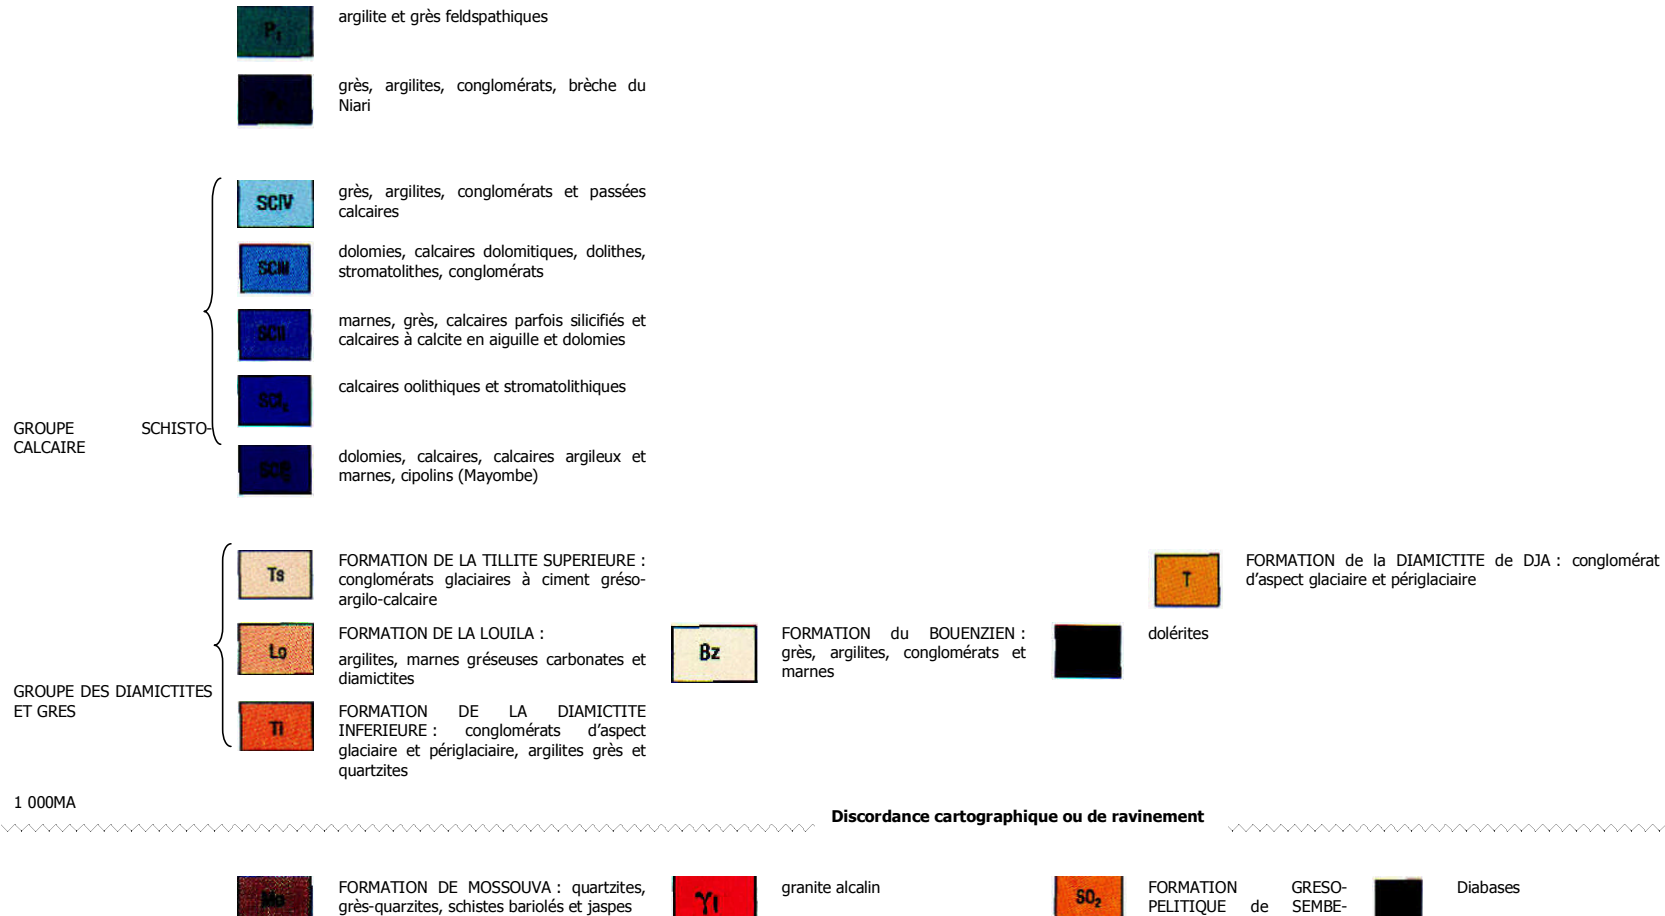 P1
argilite et grès feldspathiques
grès, argilites, conglomérats, brèche du
Niari
SCIV
grès, argilites, conglomérats et passées
calcaires
SCIII
dolomies, calcaires dolomitiques, dolithes,
stromatolithes, conglomérats
SCII
marnes, grès, calcaires parfois silicifiés et
calcaires à calcite en aiguille et dolomies
calcaires oolithiques et stromatolithiques
GROUPE SCHISTO-
CALCAIRE
dolomies, calcaires, calcaires argileux et
marnes, cipolins (Mayombe)
Ts
FORMATION DE LA TILLITE SUPERIEURE :
conglomérats glaciaires à ciment gréso-
argilo-calcaire
T
FORMATION de la DIAMICTITE de DJA : conglomérat
d’aspect glaciaire et périglaciaire
Lo
FORMATION DE LA LOUILA :
argilites, marnes gréseuses carbonates et
diamictites
Bz
FORMATION du BOUENZIEN :
grès, argilites, conglomérats et
marnes
dolérites
GROUPE DES DIAMICTITES
ET GRES
TI
FORMATION DE LA DIAMICTITE
INFERIEURE : conglomérats d’aspect
glaciaire et périglaciaire, argilites grès et
quartzites
1 000MA
Discordance cartographique ou de ravinement
Mo
FORMATION DE MOSSOUVA : quartzites,
grès-quarzites, schistes bariolés et jaspes
γI
granite alcalin
SO2
FORMATION GRESO-
PELITIQUE de SEMBE-
Diabases